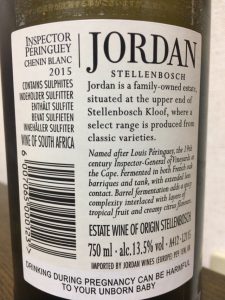 INSPECTOR
PERINGUEY
CHENIN BLANC
2015
CONTAINS SULPHITES
INDEHOLDER SULFITTER
ENTHÄLT SULFITE
BEVAT SULFIETEN
INNEHÅLLER SULFITER
WINE OF SOUTH AFRICA
JORDAN
STELLENBOSCH
Jordan is a family-owned estate,
situated at the upper end of
Stellenbosch Kloof, where a
select range is produced from
classic varieties.
Named after Louis Péringuey, the 19th
century Inspector-General of Vineyards at
the Cape. Fermented in both French oak
barriques and tank, with extended lees
contact. Barrel fermentation adds a spicy
complexity interlaced with layers of
tropical fruit and creamy citrus flavours.
ESTATE WINE OF ORIGIN STELLENBOSCH
750 ml · alc. 13.5% vol
IMPORTED BY JORDAN WINES (EUROPE)
DRINKING DURING PREGNANCY CAN BE HARMFUL
TO YOUR UNBORN BABY